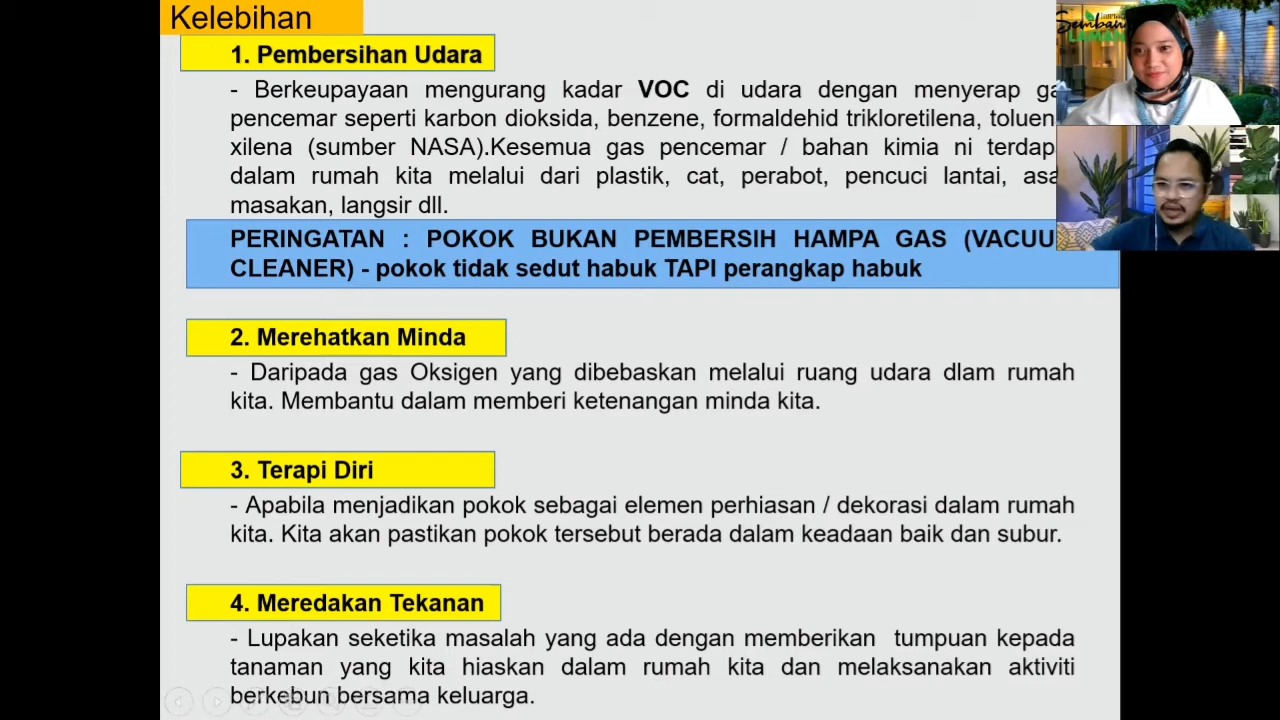 Kelebihan
1. Pembersihan Udara
- Berkeupayaan mengurang kadar VOC di udara dengan menyerap
pencemar seperti karbon dioksida, benzene, formaldehid trikloretilena,
xilena (sumber NASA).Kesemua gas pencemar / bahan kimia ni
dalam rumah kita melalui dari plastik, cat, perabot, pencuci lantai,
masakan, langsir dll.
PERINGATAN : POKOK BUKAN PEMBERSIH HAMPA GAS
CLEANER) - pokok tidak sedut habuk TAPI perangkap habuk
2. Merehatkan Minda
- Daripada gas Oksigen yang dibebaskan melalui ruang udara dlam rumah
kita. Membantu dalam memberi ketenangan minda kita.
3. Terapi Diri
- Apabila menjadikan pokok sebagai elemen perhiasan / dekorasi dalam rumah
kita. Kita akan pastikan pokok tersebut berada dalam keadaan baik dan subur.
4. Meredakan Tekanan
- Lupakan seketika masalah yang ada dengan memberikan tumpuan kepada
tanaman yang kita hiaskan dalam rumah kita dan melaksanakan aktiviti
berkebun bersama keluarga.